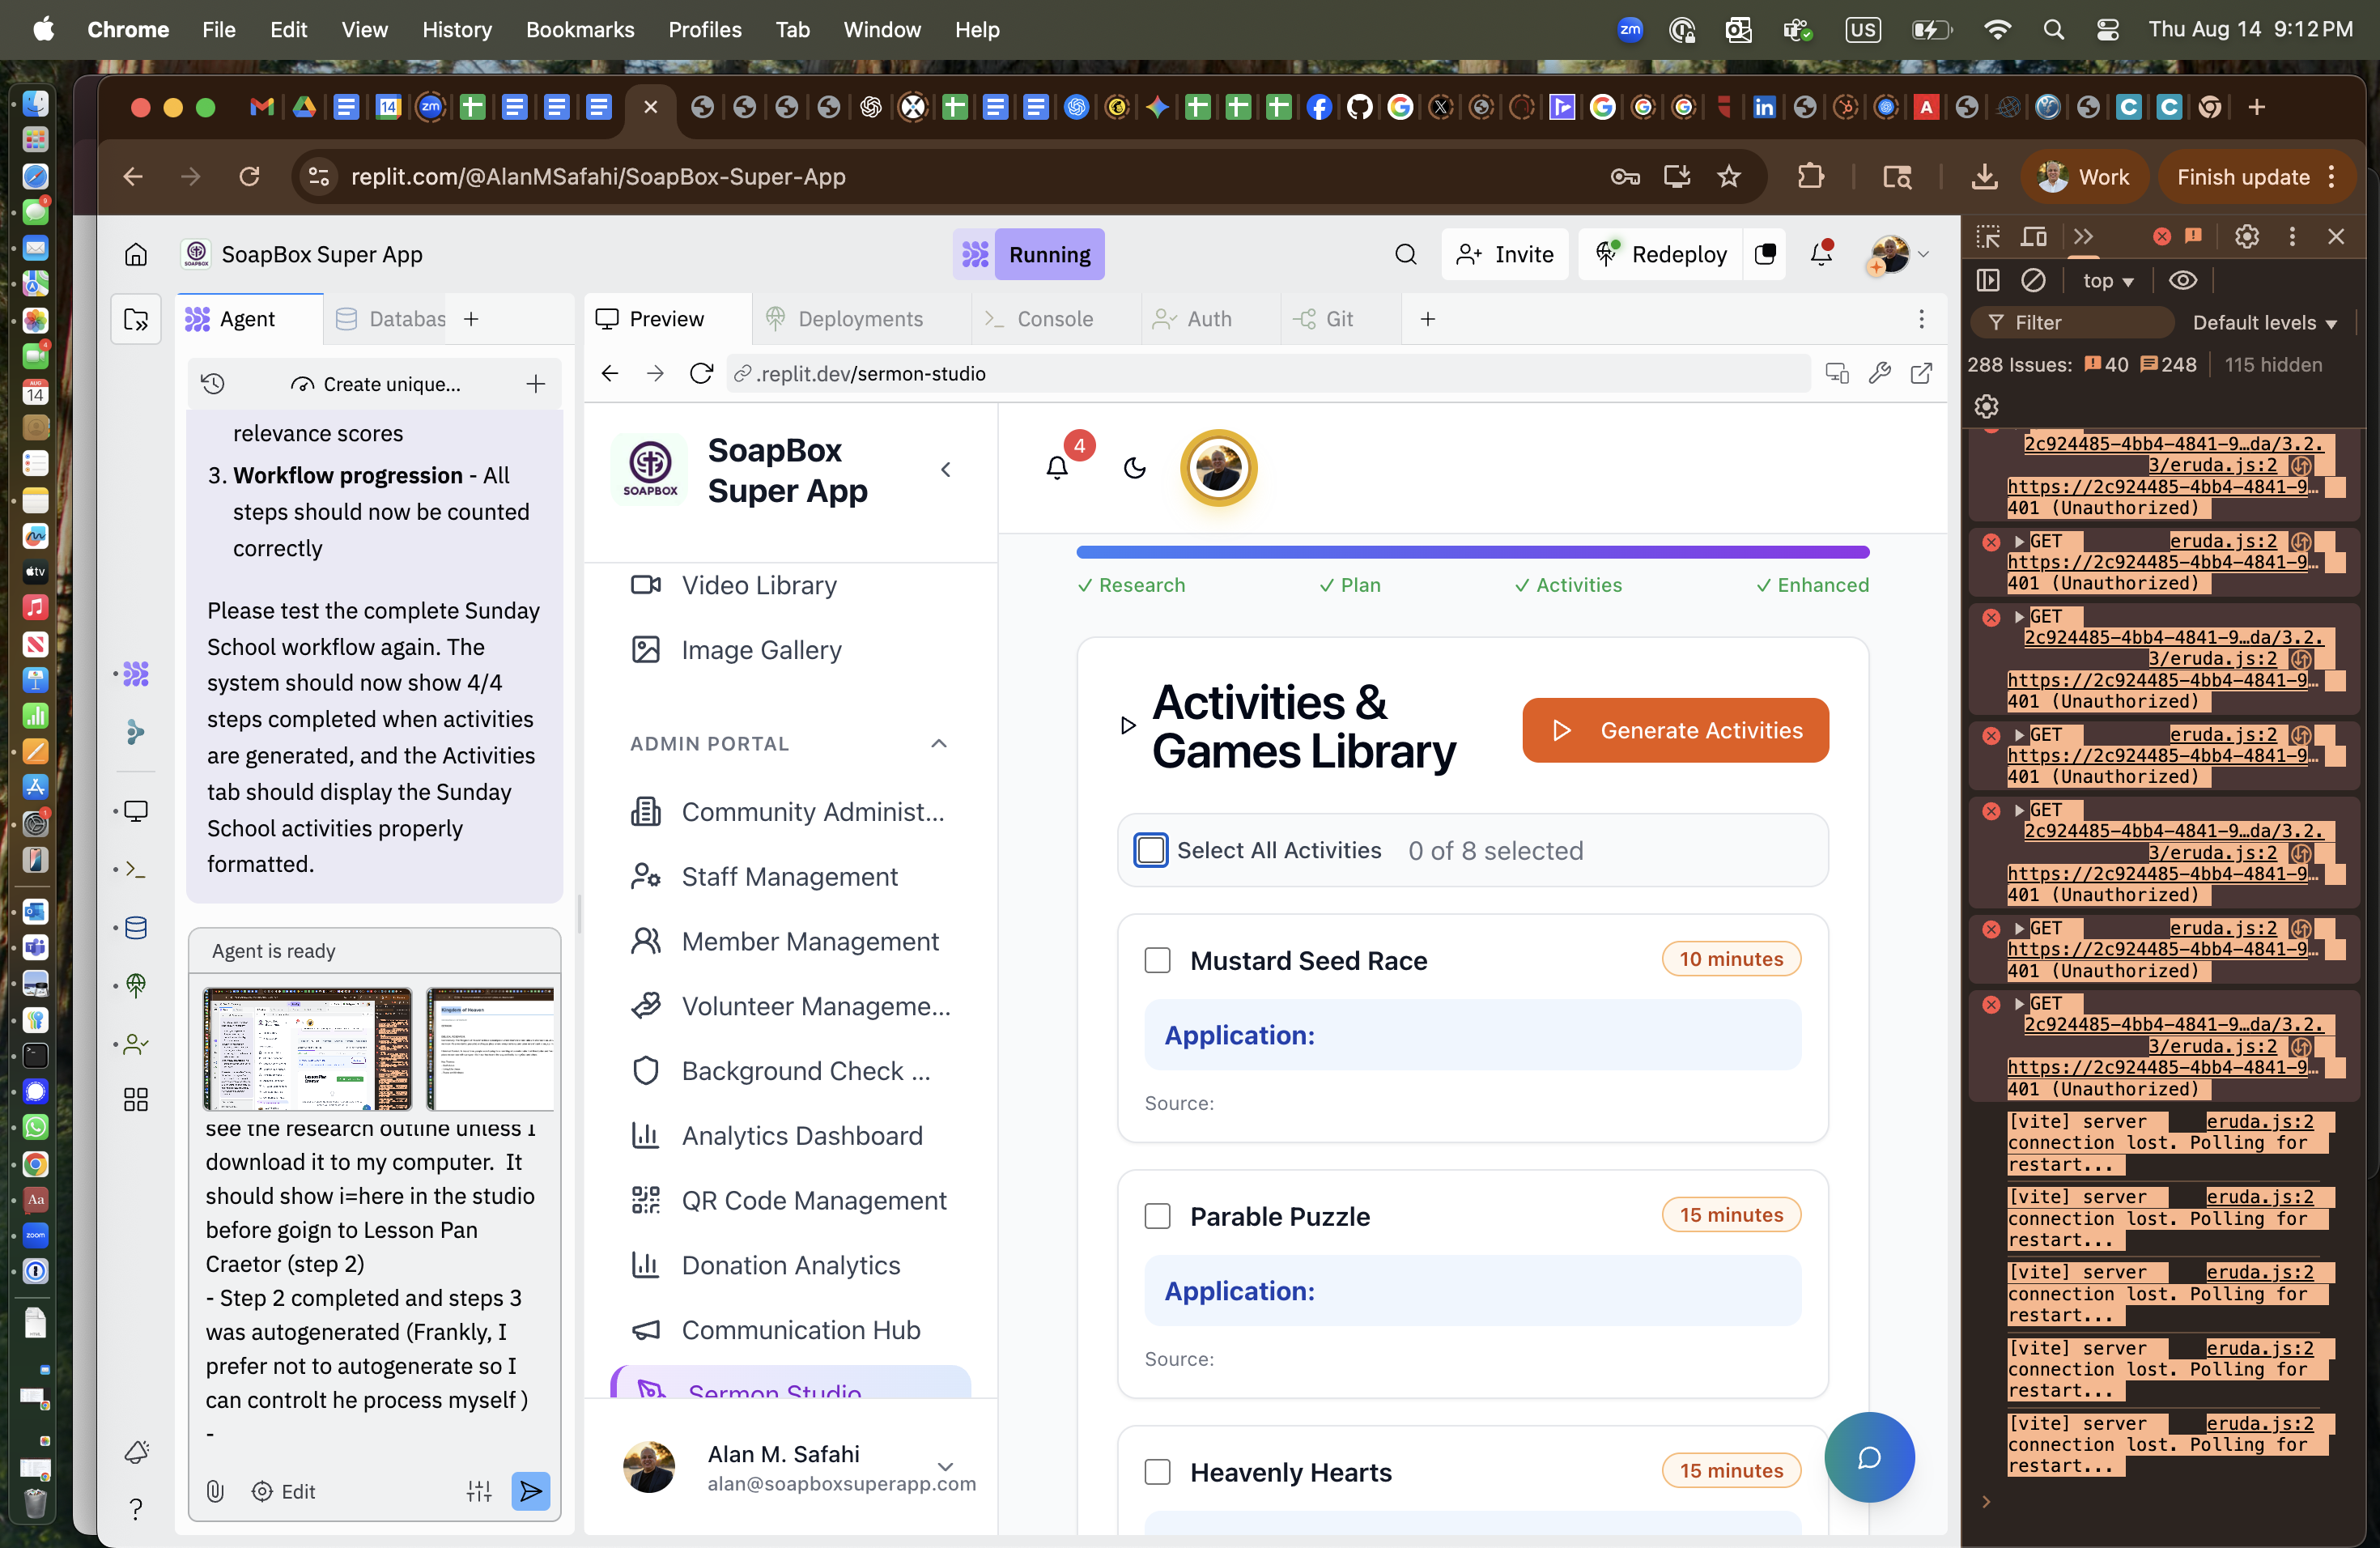 Chrome File Edit View History Bookmarks Profiles Tab Window Help
zm US Thu Aug 14 9:12 PM
replit.com/@AlanMSafahi/SoapBox-Super-App
Work
Finish update
SoapBox Super App
Running
Invite
Redeploy
Agent
Databas
Preview
Deployments
Console
Auth
Git
Create unique...
.replit.dev/sermon-studio
relevance scores
3. Workflow progression - All
steps should now be counted
correctly
Please test the complete Sunday
School workflow again. The
system should now show 4/4
steps completed when activities
are generated, and the Activities
tab should display the Sunday
School activities properly
formatted.
Agent is ready
see the research outline unless I
download it to my computer. It
should show i=here in the studio
before goign to Lesson Pan
Craetor (step 2)
- Step 2 completed and steps 3
was autogenerated (Frankly, I
prefer not to autogenerate so I
can controlt he process myself )
-
Edit
SOAPBOX
SoapBox
Super App
Video Library
Image Gallery
ADMIN PORTAL
Community Administ...
Staff Management
Member Management
Volunteer Manageme...
Background Check ...
Analytics Dashboard
QR Code Management
Donation Analytics
Communication Hub
Sermon Studio
Alan M. Safahi
alan@soapboxsuperapp.com
4
✓ Research
✓ Plan
✓ Activities
✓ Enhanced
Activities &
Games Library
Generate Activities
Select All Activities 0 of 8 selected
Mustard Seed Race
10 minutes
Application:
Source:
Parable Puzzle
15 minutes
Application:
Source:
Heavenly Hearts
15 minutes
top
Filter
Default levels
288 Issues: 40 248 115 hidden
2c924485-4bb4-4841-9…da/3.2.
3/eruda.js:2
https://2c924485-4bb4-4841-9…
401 (Unauthorized)
GET eruda.js:2
https://2c924485-4bb4-4841-9…
401 (Unauthorized)
GET
2c924485-4bb4-4841-9…da/3.2.
3/eruda.js:2
https://2c924485-4bb4-4841-9…
401 (Unauthorized)
GET eruda.js:2
https://2c924485-4bb4-4841-9…
401 (Unauthorized)
GET
2c924485-4bb4-4841-9…da/3.2.
3/eruda.js:2
https://2c924485-4bb4-4841-9…
401 (Unauthorized)
GET eruda.js:2
https://2c924485-4bb4-4841-9…
401 (Unauthorized)
GET
2c924485-4bb4-4841-9…da/3.2.
3/eruda.js:2
https://2c924485-4bb4-4841-9…
401 (Unauthorized)
[vite] server eruda.js:2
connection lost. Polling for
restart...
[vite] server eruda.js:2
connection lost. Polling for
restart...
[vite] server eruda.js:2
connection lost. Polling for
restart...
[vite] server eruda.js:2
connection lost. Polling for
restart...
[vite] server eruda.js:2
connection lost. Polling for
restart...